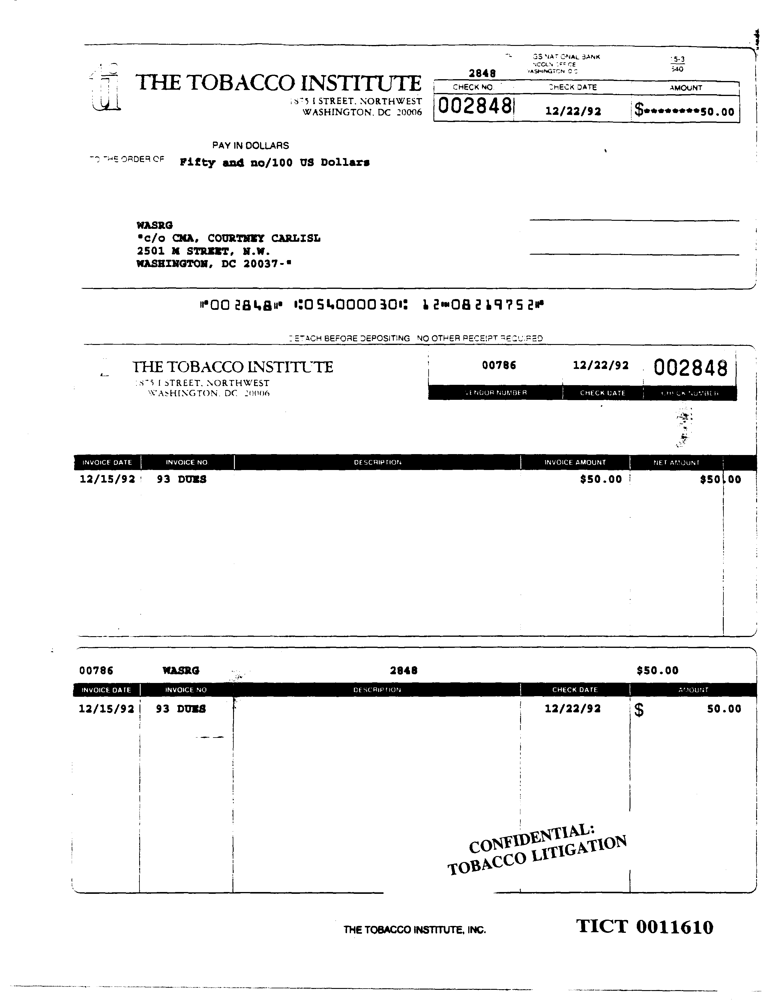 ti
THE TOBACCO INSTITUTE
1875 I STREET, NORTHWEST
WASHINGTON, DC 20006
2848
NATIONAL BANK
WASHINGTON D C
15-3
540
CHECK NO
CHECK DATE
AMOUNT
002848
12/22/92
$********50.00
PAY IN DOLLARS
TO THE ORDER OF Fifty and no/100 US Dollars
WASRG
"c/o CMA, COURTNEY CARLISL
2501 M STREET, N.W.
WASHINGTON, DC 20037-"
⑈002848⑈ ⑆054000030⑆ 12⑈08219752⑈
DETACH BEFORE DEPOSITING NO OTHER RECEIPT REQUIRED
THE TOBACCO INSTITUTE
1875 I STREET, NORTHWEST
WASHINGTON, DC 20006
00786 12/22/92 002848
VENDOR NUMBER CHECK DATE CHECK NUMBER
INVOICE DATE INVOICE NO DESCRIPTION INVOICE AMOUNT NET AMOUNT
12/15/92 93 DUES $50.00 $50.00
00786 WASRG 2848 $50.00
INVOICE DATE INVOICE NO DESCRIPTION CHECK DATE AMOUNT
12/15/92 93 DUES 12/22/92 $ 50.00
CONFIDENTIAL:
TOBACCO LITIGATION
THE TOBACCO INSTITUTE, INC.
TICT 0011610